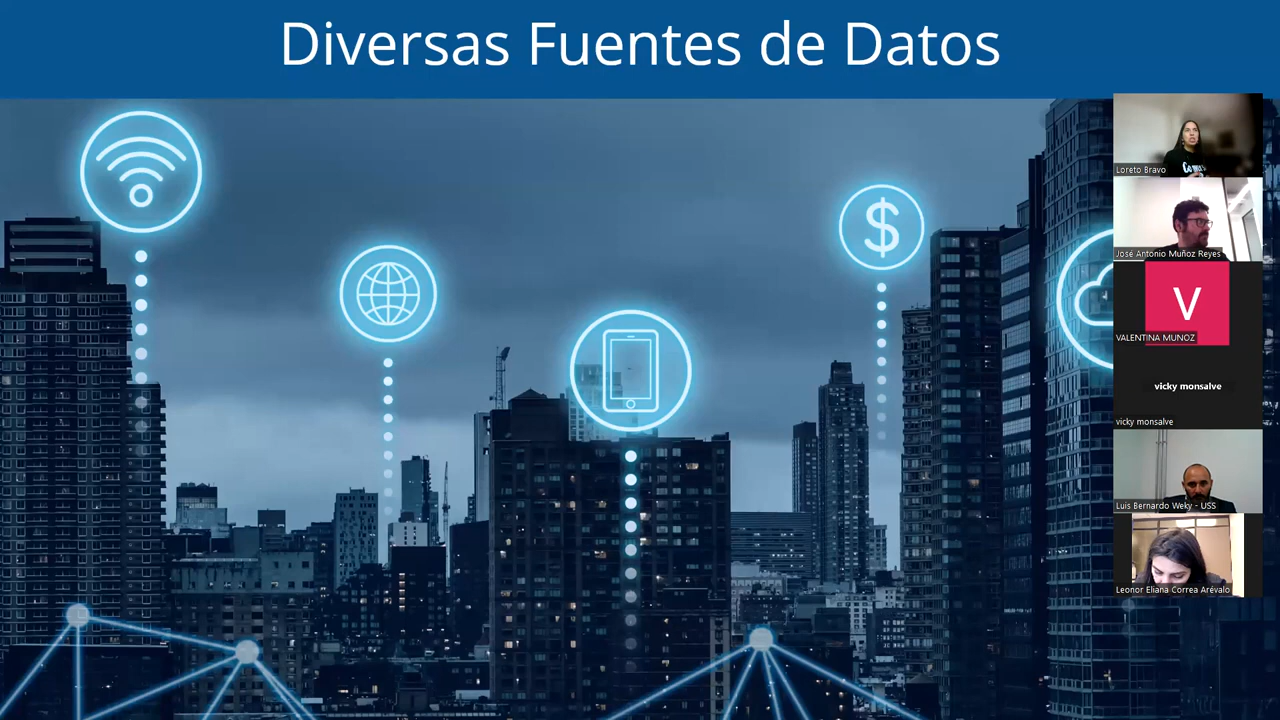 Diversas Fuentes de Datos
$
Loreto Bravo
José Antonio Muñoz Reyes
V
VALENTINA MUNOZ
vicky monsalve
vicky monsalve
Luis Bernardo Weky - USS
Leonor Eliana Correa Arévalo